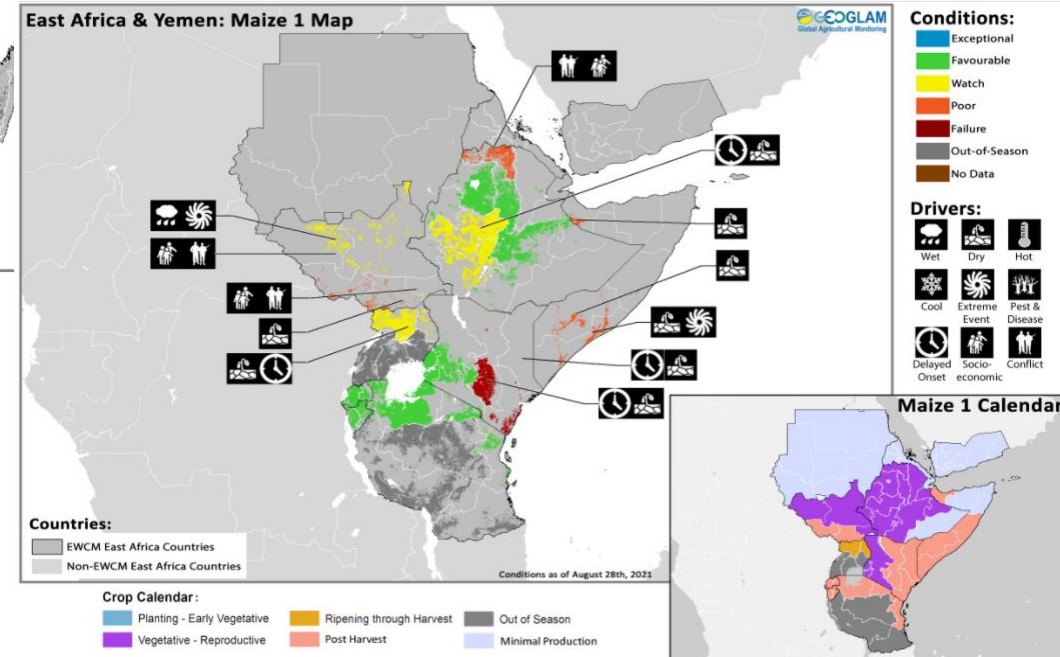 East Africa & Yemen: Maize 1 Map
GEOGLAM
Global Agricultural Monitoring
Conditions:
Exceptional
Favourable
Watch
Poor
Failure
Out-of-Season
No Data
Drivers:
Wet
Dry
Hot
Cool
Extreme
Event
Pest &
Disease
Delayed
Onset
Socio-
economic
Conflict
Countries:
EWCM East Africa Countries
Non-EWCM East Africa Countries
Conditions as of August 28th, 2021
Maize 1 Calendar
Crop Calendar:
Planting - Early Vegetative
Ripening through Harvest
Out of Season
Vegetative - Reproductive
Post Harvest
Minimal Production